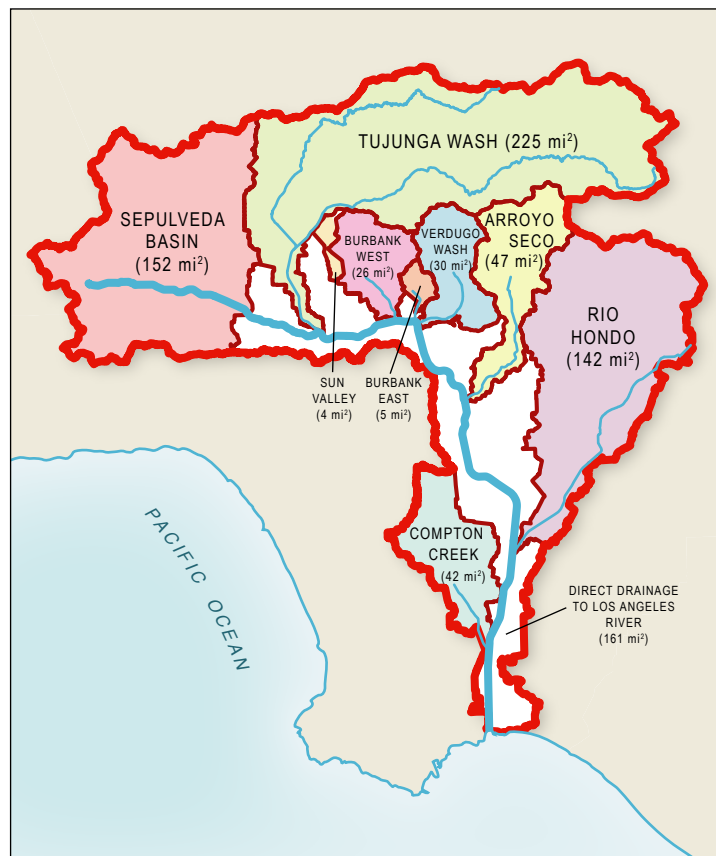 TUJUNGA WASH (225 mi²)
SEPULVEDA
BASIN
(152 mi²)
BURBANK
WEST
(26 mi²)
VERDUGO
WASH
(30 mi²)
ARROYO
SECO
(47 mi²)
RIO
HONDO
(142 mi²)
SUN
VALLEY
(4 mi²)
BURBANK
EAST
(5 mi²)
COMPTON
CREEK
(42 mi²)
DIRECT DRAINAGE
TO LOS ANGELES
RIVER
(161 mi²)
PACIFIC OCEAN